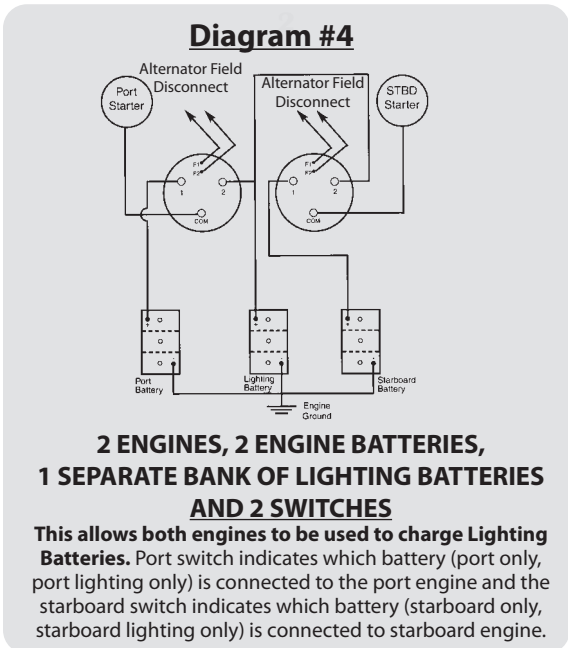 Diagram #4
Alternator Field
Disconnect
Alternator Field
Disconnect
Port
Starter
STBD
Starter
F1
F2
1
2
COM
F1
F2
1
2
COM
+
-
+
-
+
-
Port
Battery
Lighting
Battery
Starboard
Battery
Engine
Ground
2 ENGINES, 2 ENGINE BATTERIES,
1 SEPARATE BANK OF LIGHTING BATTERIES
AND 2 SWITCHES
This allows both engines to be used to charge Lighting
Batteries. Port switch indicates which battery (port only,
port lighting only) is connected to the port engine and the
starboard switch indicates which battery (starboard only,
starboard lighting only) is connected to starboard engine.